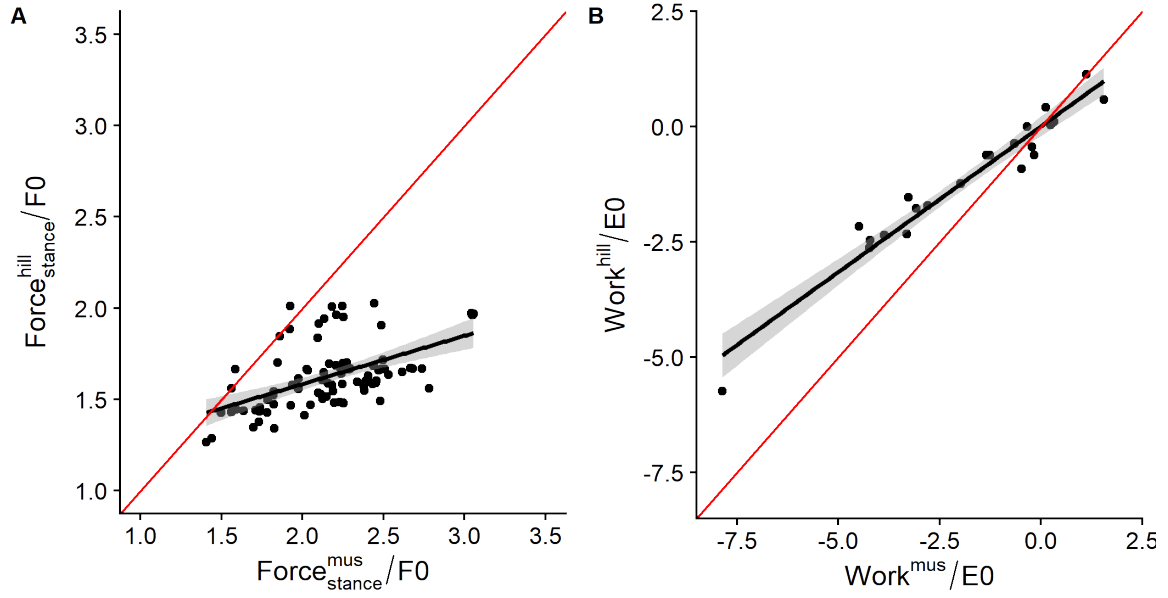 A
3.5
3.0
2.5
2.0
1.5
1.0
Force^hill_stance/F0
1.0 1.5 2.0 2.5 3.0 3.5
Force^mus_stance/F0
B
2.5
0.0
-2.5
-5.0
-7.5
Work^hill/E0
-7.5 -5.0 -2.5 0.0 2.5
Work^mus/E0